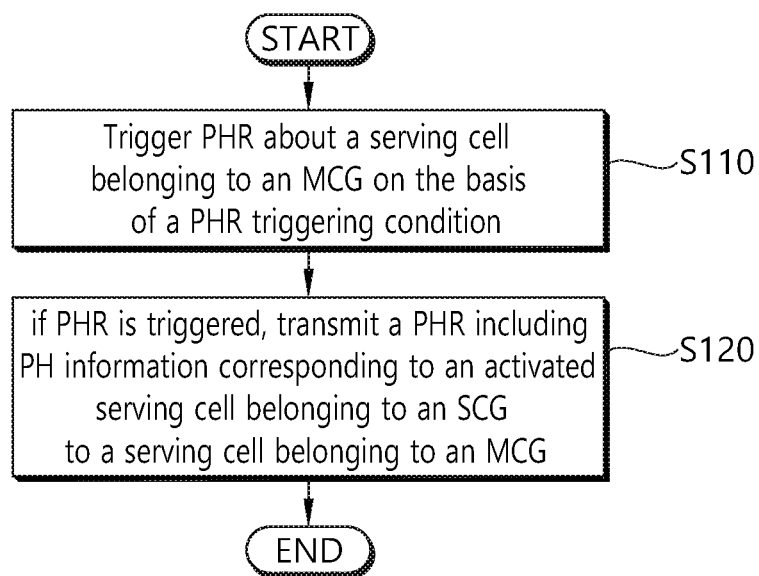 START
Trigger PHR about a serving cell
belonging to an MCG on the basis
of a PHR triggering condition
S110
if PHR is triggered, transmit a PHR including
PH information corresponding to an activated
serving cell belonging to an SCG
to a serving cell belonging to an MCG
S120
END